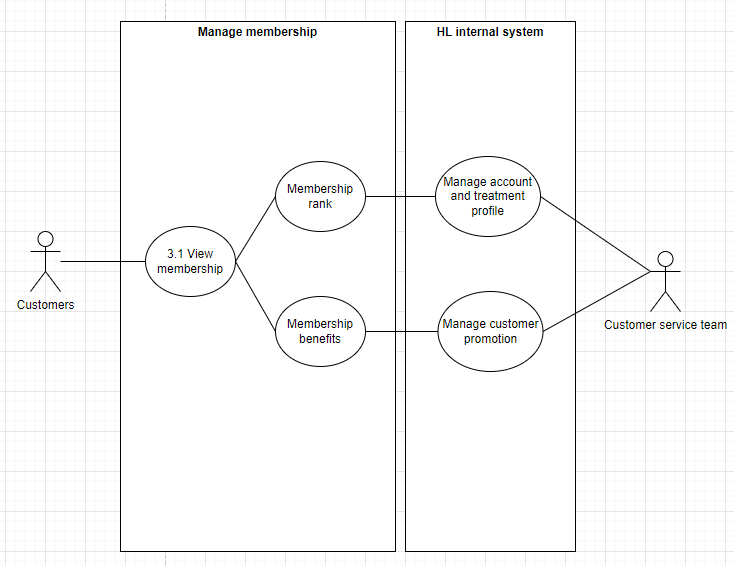 Manage membership
HL internal system
Membership
rank
Manage account
and treatment
profile
3.1 View
membership
Customers
Membership
benefits
Manage customer
promotion
Customer service team